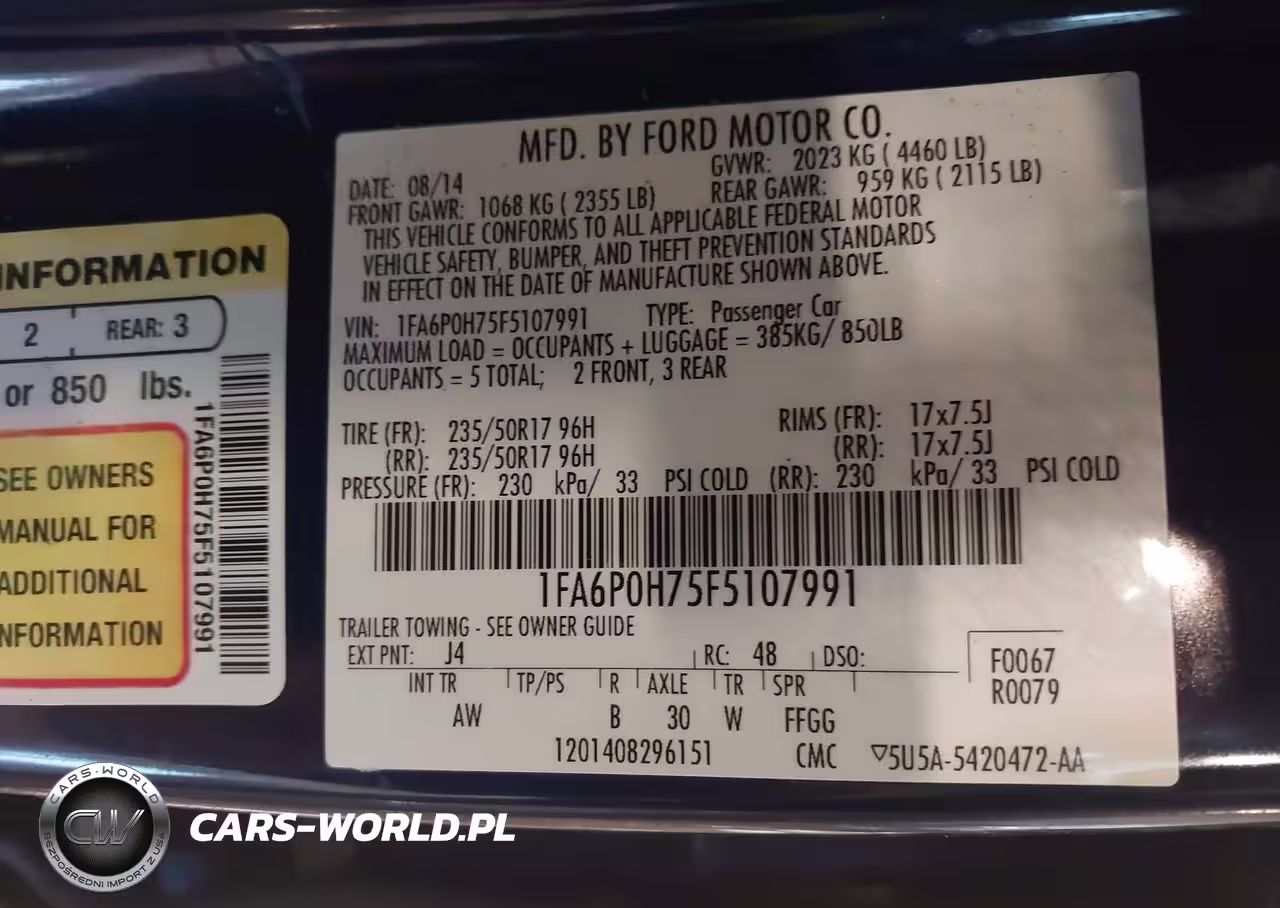 INFORMATION
2 REAR: 3
or 850 lbs.
SEE OWNERS
MANUAL FOR
ADDITIONAL
INFORMATION
1FA6P0H75F5107991
MFD. BY FORD MOTOR CO.
DATE: 08/14 GVWR: 2023 KG ( 4460 LB)
FRONT GAWR: 1068 KG ( 2355 LB) REAR GAWR: 959 KG ( 2115 LB)
THIS VEHICLE CONFORMS TO ALL APPLICABLE FEDERAL MOTOR
VEHICLE SAFETY, BUMPER, AND THEFT PREVENTION STANDARDS
IN EFFECT ON THE DATE OF MANUFACTURE SHOWN ABOVE.
VIN: 1FA6P0H75F5107991 TYPE: Passenger Car
MAXIMUM LOAD = OCCUPANTS + LUGGAGE = 385KG/ 850LB
OCCUPANTS = 5 TOTAL; 2 FRONT, 3 REAR
TIRE (FR): 235/50R17 96H RIMS (FR): 17x7.5J
(RR): 235/50R17 96H (RR): 17x7.5J
PRESSURE (FR): 230 kPa/ 33 PSI COLD (RR): 230 kPa/ 33 PSI COLD
1FA6P0H75F5107991
TRAILER TOWING - SEE OWNER GUIDE
EXT PNT: J4 RC: 48 DSO: F0067
R0079
INT TR TP/PS R AXLE TR SPR
AW B 30 W FFGG
1201408296151 CMC ▽5U5A-5420472-AA
CARS-WORLD
CW
BEZPOŚREDNI IMPORT Z USA
CARS-WORLD.PL